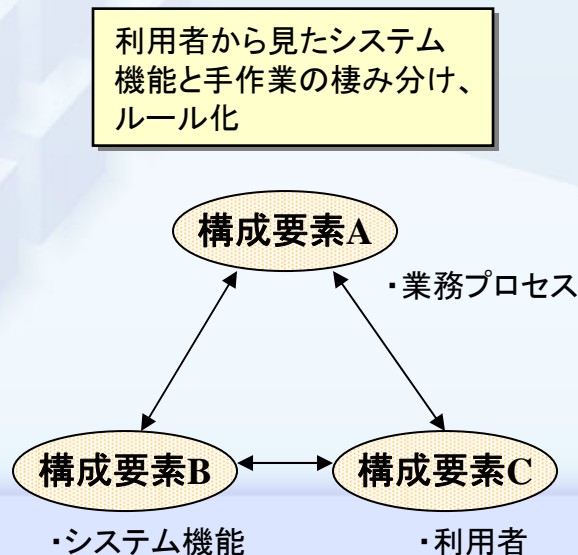 利用者から見たシステム
機能と手作業の棲み分け、
ルール化
構成要素A
・業務プロセス
構成要素B
構成要素C
・システム機能
・利用者